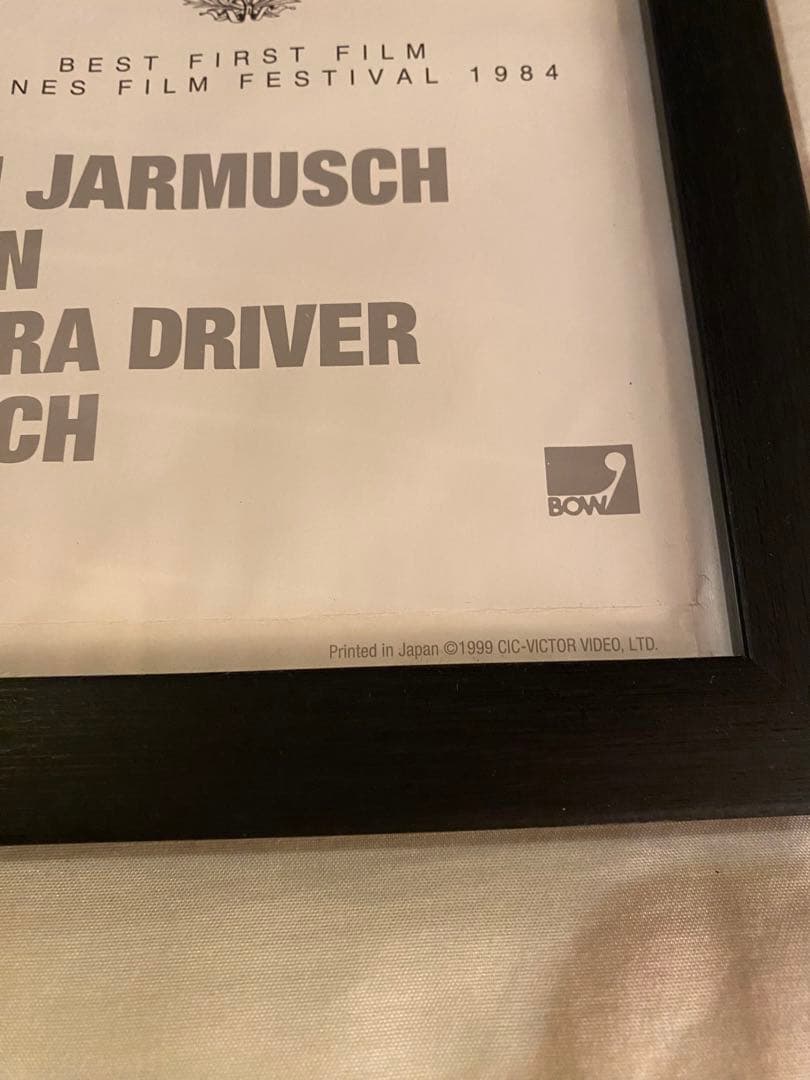 BEST FIRST FILM
NES FILM FESTIVAL 1984
JARMUSCH
N
RA DRIVER
CH
BOW
Printed in Japan ©1999 CIC-VICTOR VIDEO, LTD.